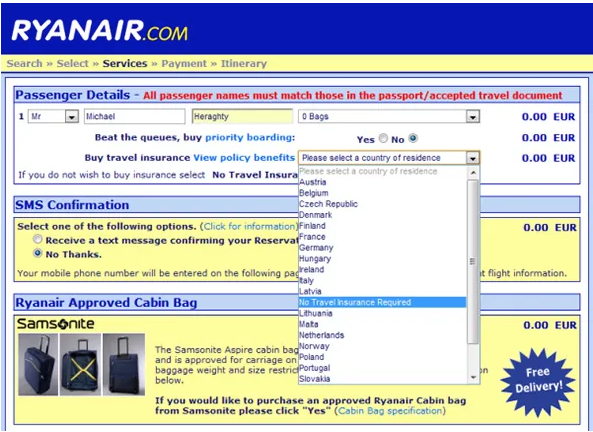 RYANAIR.COM
Search » Select » Services » Payment » Itinerary
Passenger Details - All passenger names must match those in the passport/accepted travel document
1 Mr Michael Heraghty 0 Bags 0.00 EUR
Beat the queues, buy priority boarding: Yes No 0.00 EUR
Buy travel insurance View policy benefits Please select a country of residence 0.00 EUR
If you do not wish to buy insurance select No Travel Insura
Please select a country of residence
Austria
Belgium
Czech Republic
Denmark
Finland
France
Germany
Hungary
Ireland
Italy
Latvia
No Travel Insurance Required
Lithuania
Malta
Netherlands
Norway
Poland
Portugal
Slovakia
SMS Confirmation
Select one of the following options. (Click for information) 0.00 EUR
Receive a text message confirming your Reservat
No Thanks.
Your mobile phone number will be entered on the following pag t flight information.
Ryanair Approved Cabin Bag
Samsonite 0.00 EUR
The Samsonite Aspire cabin bag
and is approved for carriage on
baggage weight and size restrict on
below.
Free
Delivery!
If you would like to purchase an approved Ryanair Cabin bag
from Samsonite please click "Yes" (Cabin Bag specification)